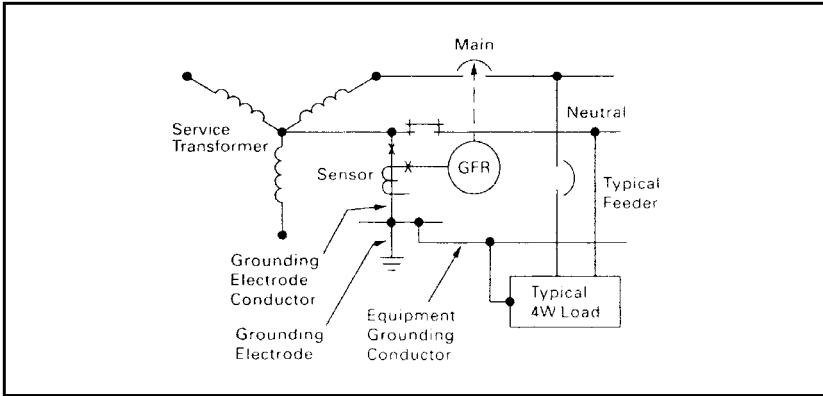 Main
Neutral
Service
Transformer
Sensor
GFR
Typical
Feeder
Grounding
Electrode
Conductor
Grounding
Electrode
Equipment
Grounding
Conductor
Typical
4W Load